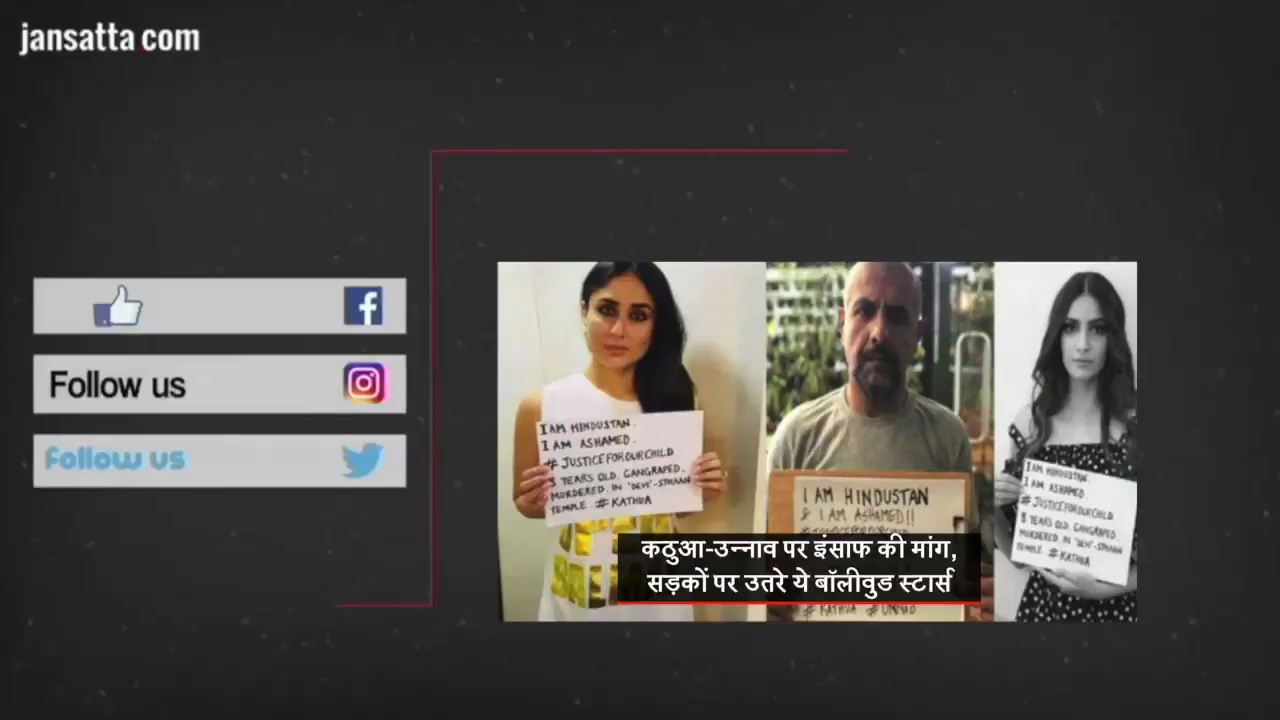 jansatta.com
Follow us
Follow us
I AM HINDUSTAN.
I AM ASHAMED.
# JUSTICEFOROURCHILD
8 YEARS OLD. GANGRAPED.
MURDERED. IN 'DEVI'-STHAAN
TEMPLE. # KATHUA
I AM HINDUSTAN
& I AM ASHAMED!!
# KATHUA # UNNAO
I AM HINDUSTAN.
I AM ASHAMED.
# JUSTICEFOROURCHILD
8 YEARS OLD. GANGRAPED.
MURDERED. IN 'DEVI'-STHAAN
TEMPLE. # KATHUA
कठुआ-उन्नाव पर इंसाफ की मांग,
सड़कों पर उतरे ये बॉलीवुड स्टार्स